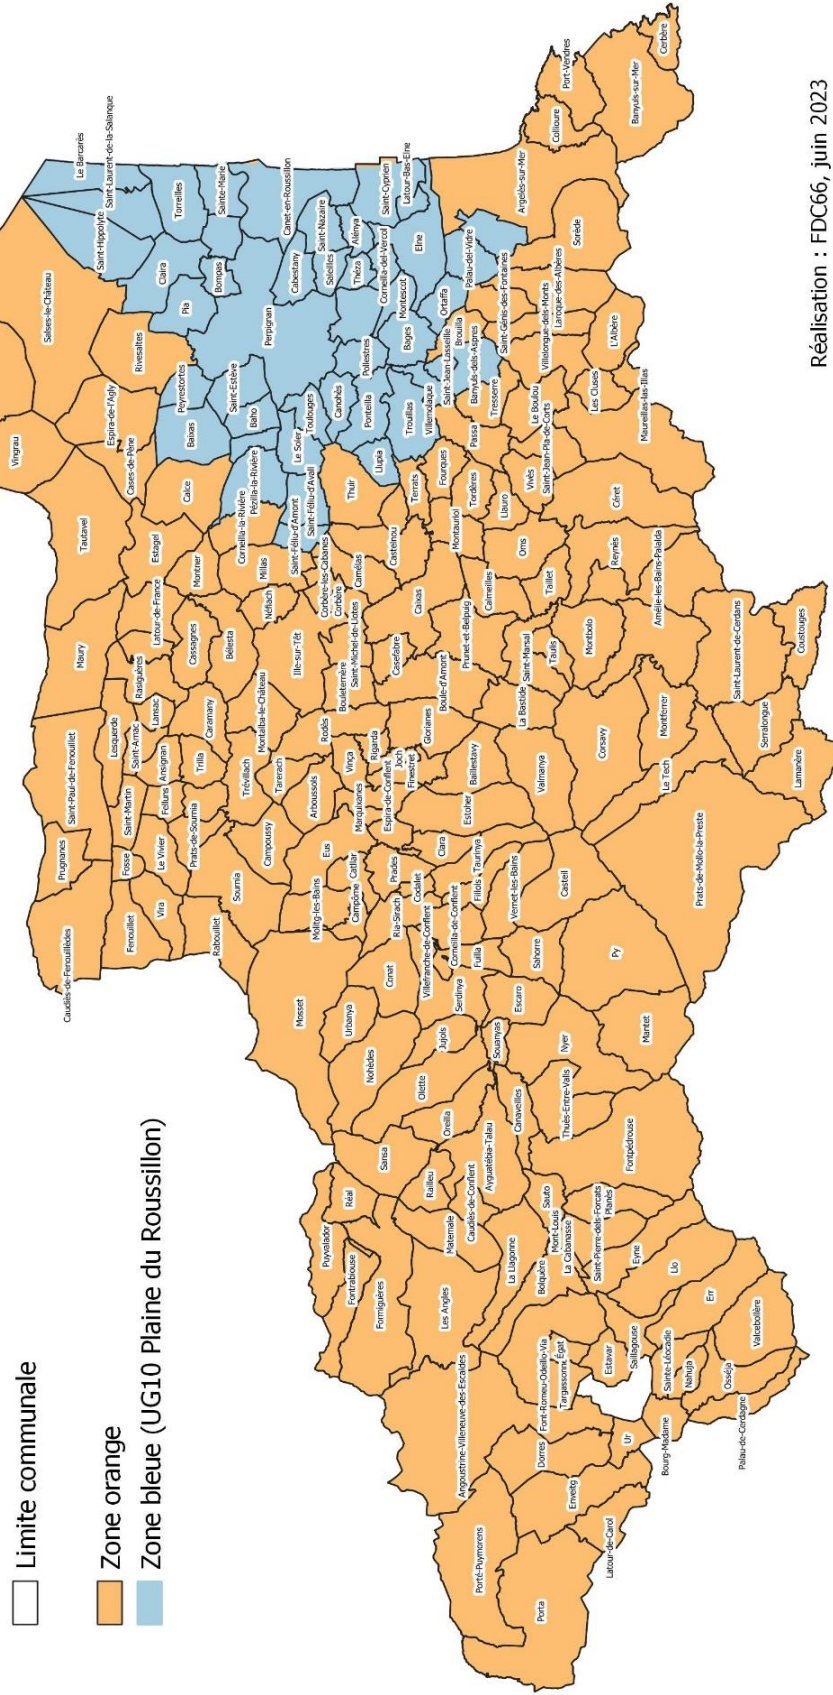 Limite communale
Zone orange
Zone bleue (UG10 Plaine du Roussillon)
Vingrau
Salses-le-Château
Le Barcarès
Saint-Laurent-de-la-Salanque
Saint-Hippolyte
Caudiès-de-Fenouillèdes
Prugnanes
Saint-Paul-de-Fenouillet
Maury
Tautavel
Cases-de-Pène
Espira-de-l'Agly
Rivesaltes
Claira
Torreilles
Fenouillet
Fosse
Saint-Martin
Lesquerde
Saint-Arnac
Rasiguères
Latour-de-France
Estagel
Calce
Baixas
Peyrestortes
Pia
Bompas
Sainte-Marie
Vira
Le Vivier
Felluns
Ansignan
Lansac
Cassagnes
Montner
Rabouillet
Prats-de-Sournia
Trilla
Caramany
Bélesta
Corneilla-la-Rivière
Pézilla-la-Rivière
Baho
Saint-Estève
Perpignan
Cabestany
Canet-en-Roussillon
Sournia
Campoussy
Trévillach
Tarerach
Montalba-le-Château
Ille-sur-Têt
Néfiach
Millas
Saint-Féliu-d'Amont
Saint-Féliu-d'Avall
Le Soler
Toulouges
Canohès
Saleilles
Saint-Nazaire
Mosset
Molitg-les-Bains
Campôme
Catllar
Eus
Arboussols
Marquixanes
Vinça
Rodès
Rigarda
Bouleternère
Saint-Michel-de-Llotes
Corbère
Corbère-les-Cabanes
Camélas
Thuir
Llupia
Ponteilla
Pollestres
Théza
Alénya
Corneilla-del-Vercol
Montescot
Saint-Cyprien
Latour-Bas-Elne
Puyvalador
Réal
Sansa
Urbanya
Nohèdes
Conat
Ria-Sirach
Prades
Codalet
Espira-de-Conflent
Joch
Finestret
Glorianes
Casefabre
Caixas
Castelnou
Terrats
Trouillas
Villemolaque
Bages
Elne
Fontrabiouse
Formiguères
Railleu
Olette
Jujols
Villefranche-de-Conflent
Corneilla-de-Conflent
Clara
Estoher
Baillestavy
Boule-d'Amont
Prunet-et-Belpuig
Montauriol
Fourques
Saint-Jean-Lasseille
Brouilla
Ortaffa
Les Angles
Matemale
Caudiès-de-Conflent
Ayguatébia-Talau
Oreilla
Serdinya
Fuilla
Fillols
Taurinya
Calmeilles
Tordères
Passa
Banyuls-dels-Aspres
Palau-del-Vidre
Tresserre
Llauro
Saint-Génis-des-Fontaines
Argelès-sur-Mer
Collioure
Port-Vendres
Angoustrine-Villeneuve-des-Escaldes
La Llagonne
Canaveilles
Souanyas
Escaro
Sahorre
Vernet-les-Bains
Valmanya
La Bastide
Saint-Marsal
Taulis
Oms
Taillet
Vivès
Saint-Jean-Pla-de-Corts
Le Boulou
Villelongue-dels-Monts
Laroque-des-Albères
Sorède
Porté-Puymorens
Porta
Dorres
Font-Romeu-Odeillo-Via
Targassonne
Égat
Bolquère
Mont-Louis
La Cabanasse
Sauto
Thuès-Entre-Valls
Nyer
Casteil
Corsavy
Montbolo
Reynès
Céret
Les Cluses
L'Albère
Maureillas-las-Illas
Banyuls-sur-Mer
Cerbère
Enveitg
Latour-de-Carol
Ur
Estavar
Saillagouse
Saint-Pierre-dels-Forcats
Planès
Eyne
Fontpédrouse
Mantet
Py
Le Tech
Montferrer
Amélie-les-Bains-Palalda
Bourg-Madame
Sainte-Léocadie
Nahuja
Llo
Err
Prats-de-Mollo-la-Preste
Saint-Laurent-de-Cerdans
Serralongue
Palau-de-Cerdagne
Osséja
Valcebollère
Lamanère
Coustouges
Réalisation : FDC66, juin 2023